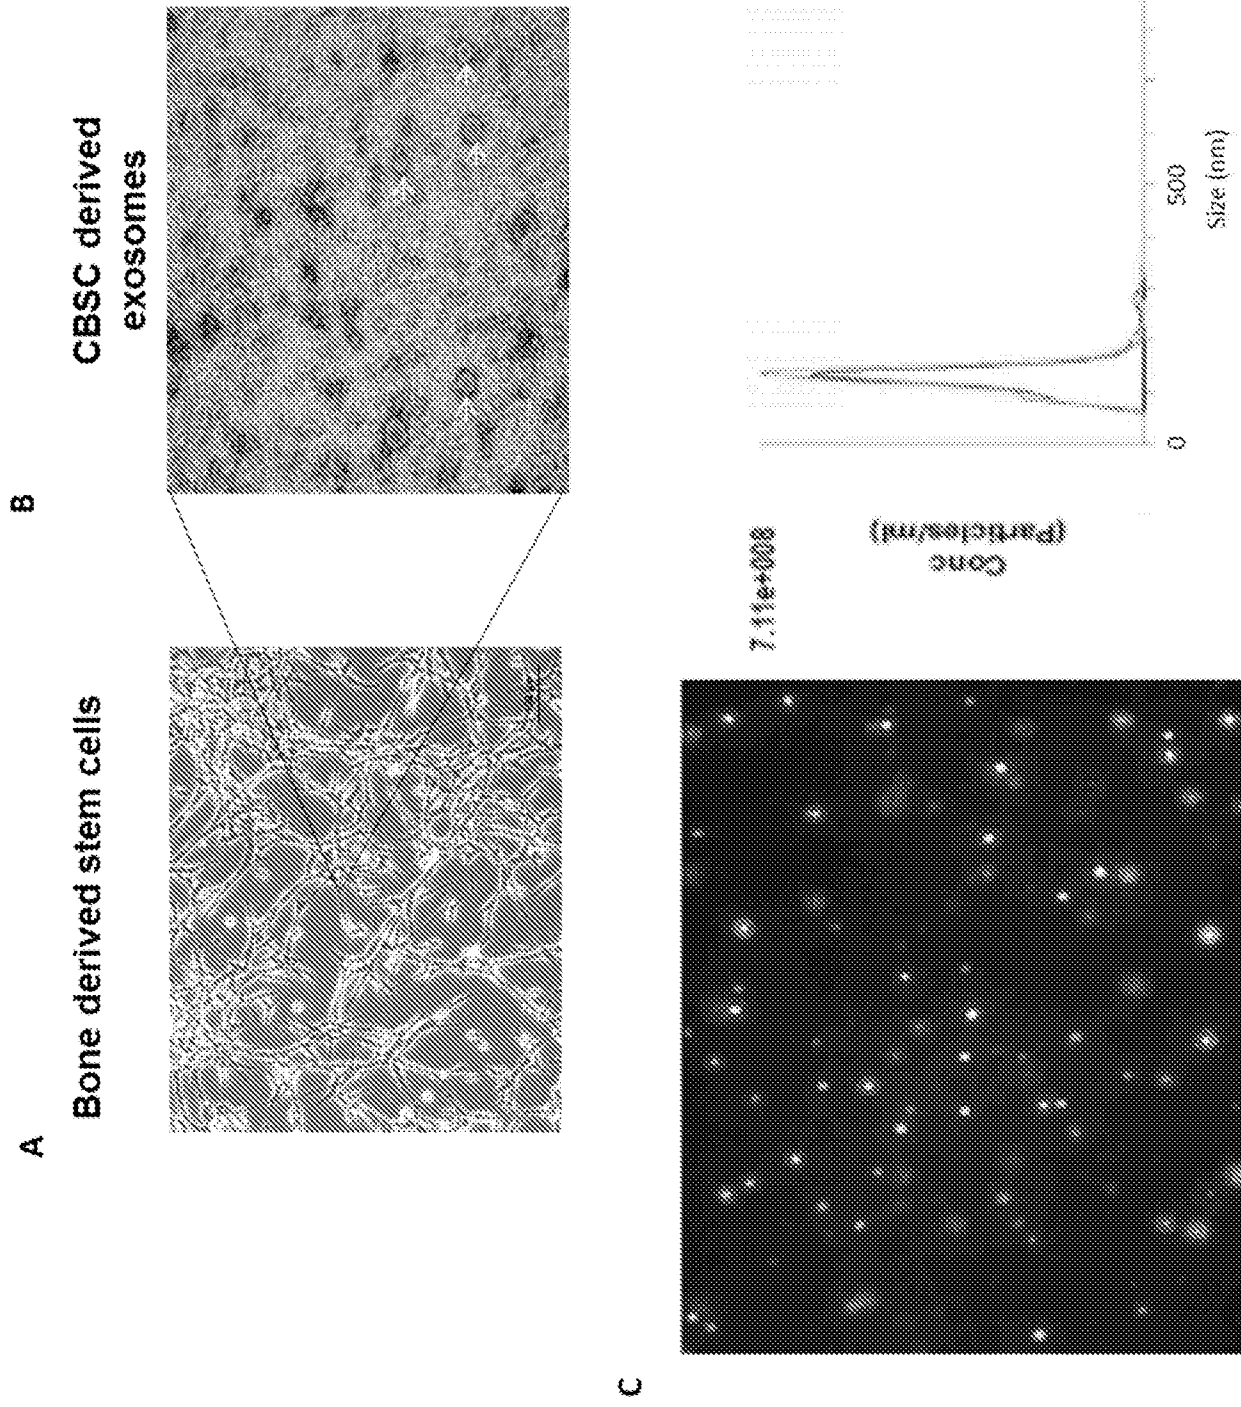 A
Bone derived stem cells
B
CBSC derived
exosomes
C
7.11e+008
Conc
(Particles/ml)
0
500
Size (nm)